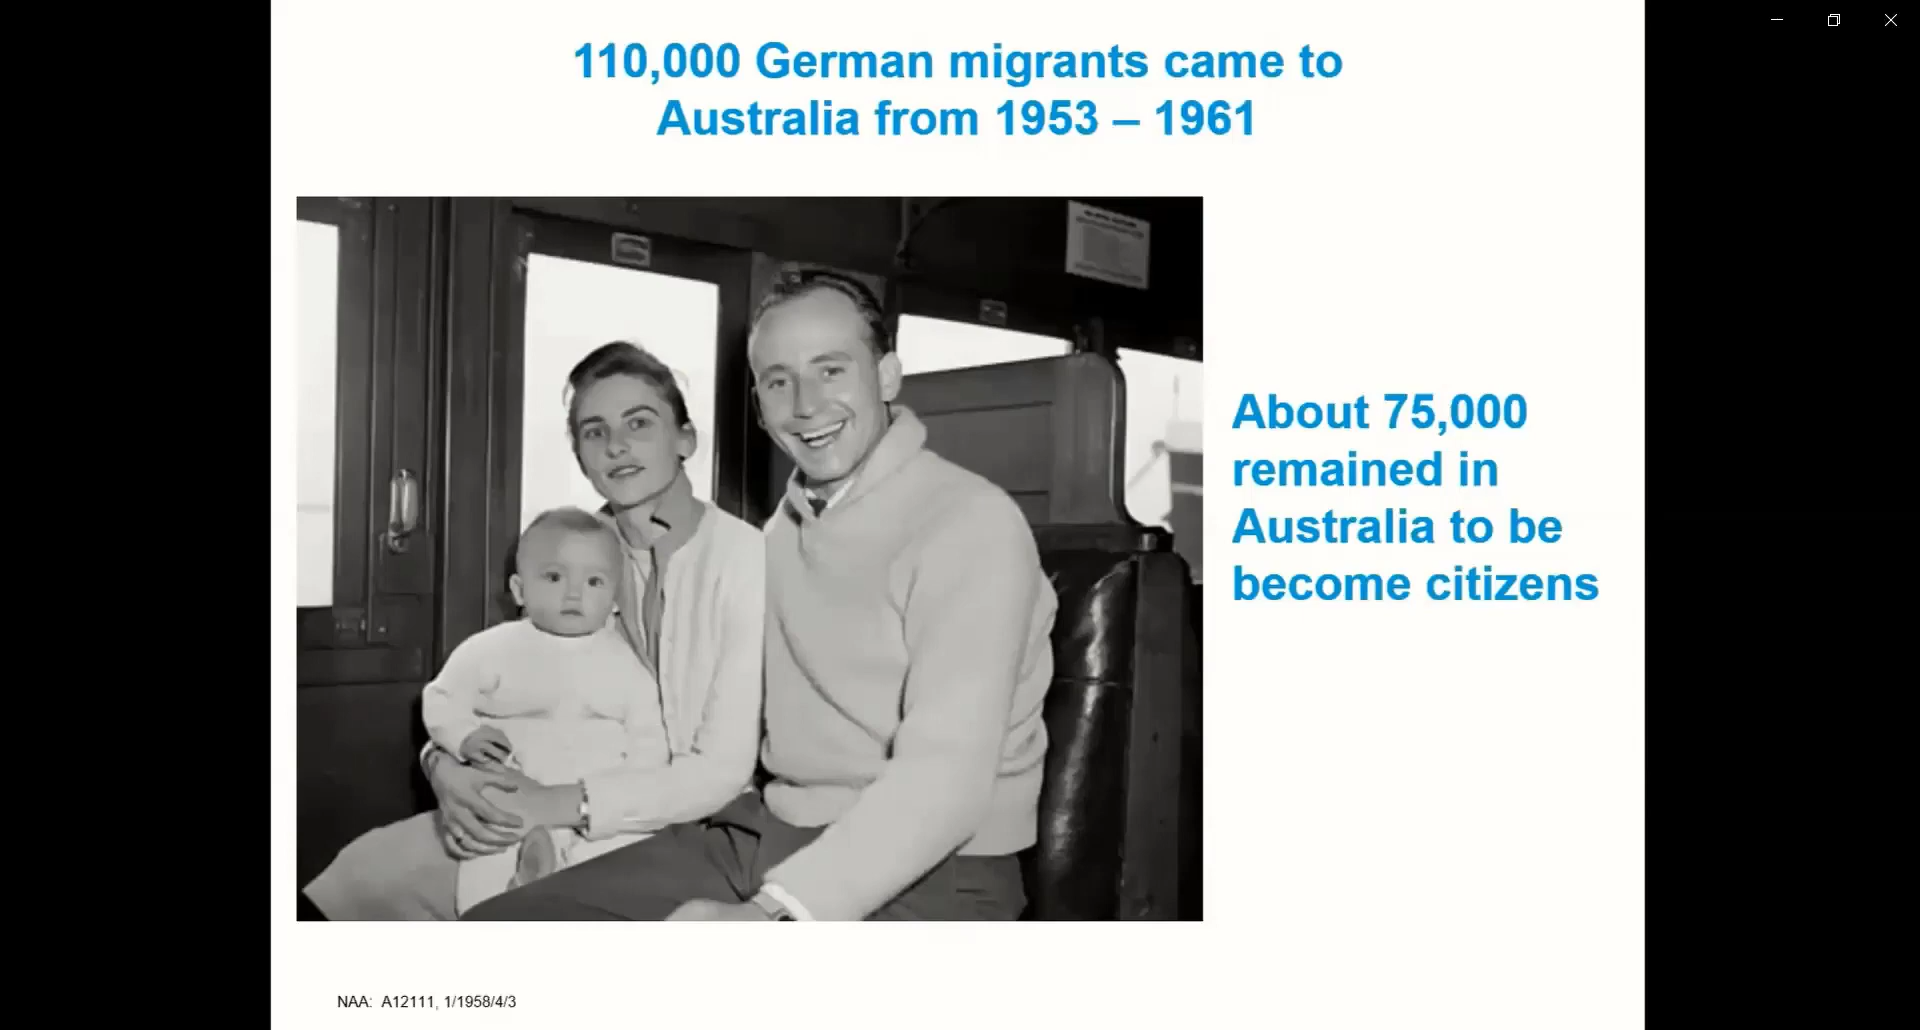 110,000 German migrants came to
Australia from 1953 – 1961
About 75,000
remained in
Australia to be
become citizens
NAA: A12111, 1/1958/4/3